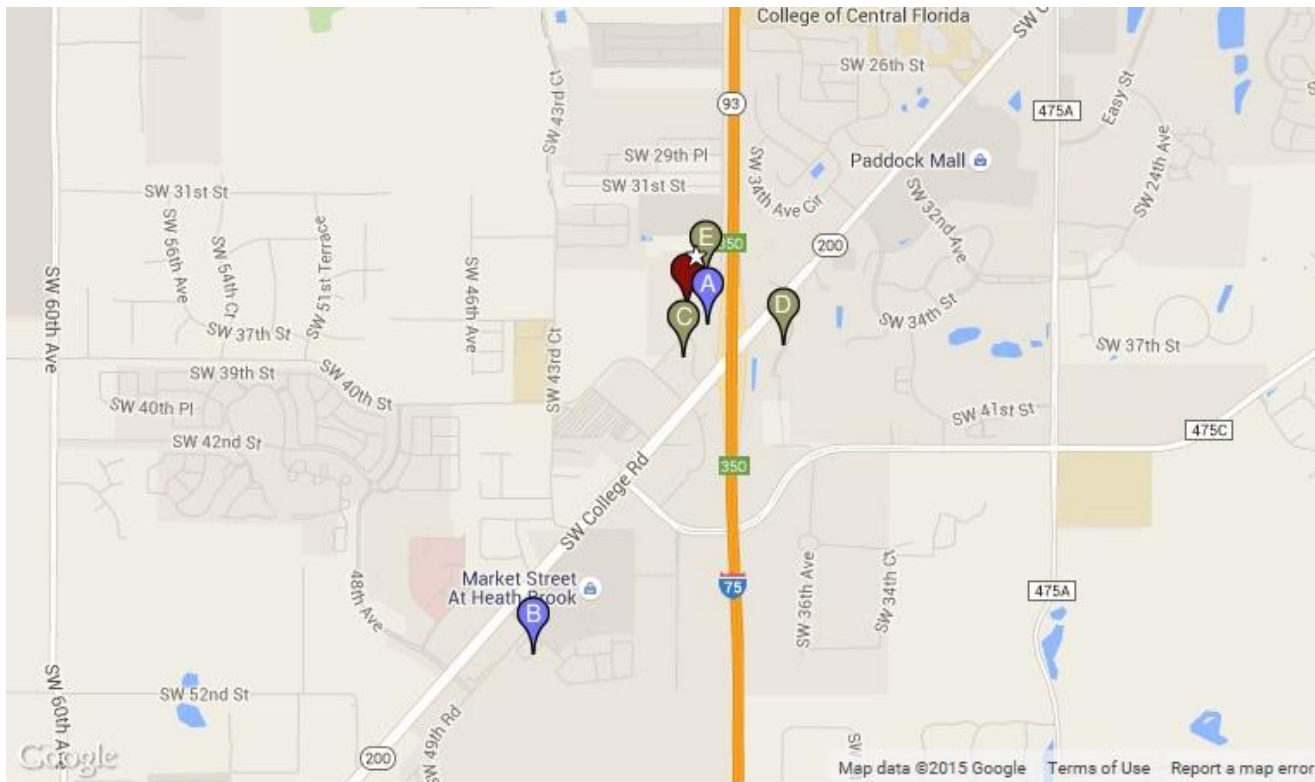 College of Central Florida
SW C
SW 26th St
93
475A
Easy St
SW 43rd Ct
SW 29th Pl
SW 34th Ave Cir
Paddock Mall
SW 24th Ave
SW 31st St
SW 31st St
SW 32nd Ave
SW 56th Ave
SW 54th Ct
SW 51st Terrace
200
E
350
SW 60th Ave
SW 46th Ave
A
D
C
SW 34th St
SW 37th St
SW 43rd Ct
SW 37th St
SW 39th St
SW 40th St
SW 40th Pl
SW 41st St
SW 42nd St
475C
SW College Rd
350
48th Ave
Market Street
At Heath Brook
75
SW 36th Ave
SW 34th Ct
475A
B
SW 60th Ave
SW 52nd St
SW 49th Rd
200
SW
Google
Map data ©2015 Google
Terms of Use
Report a map error